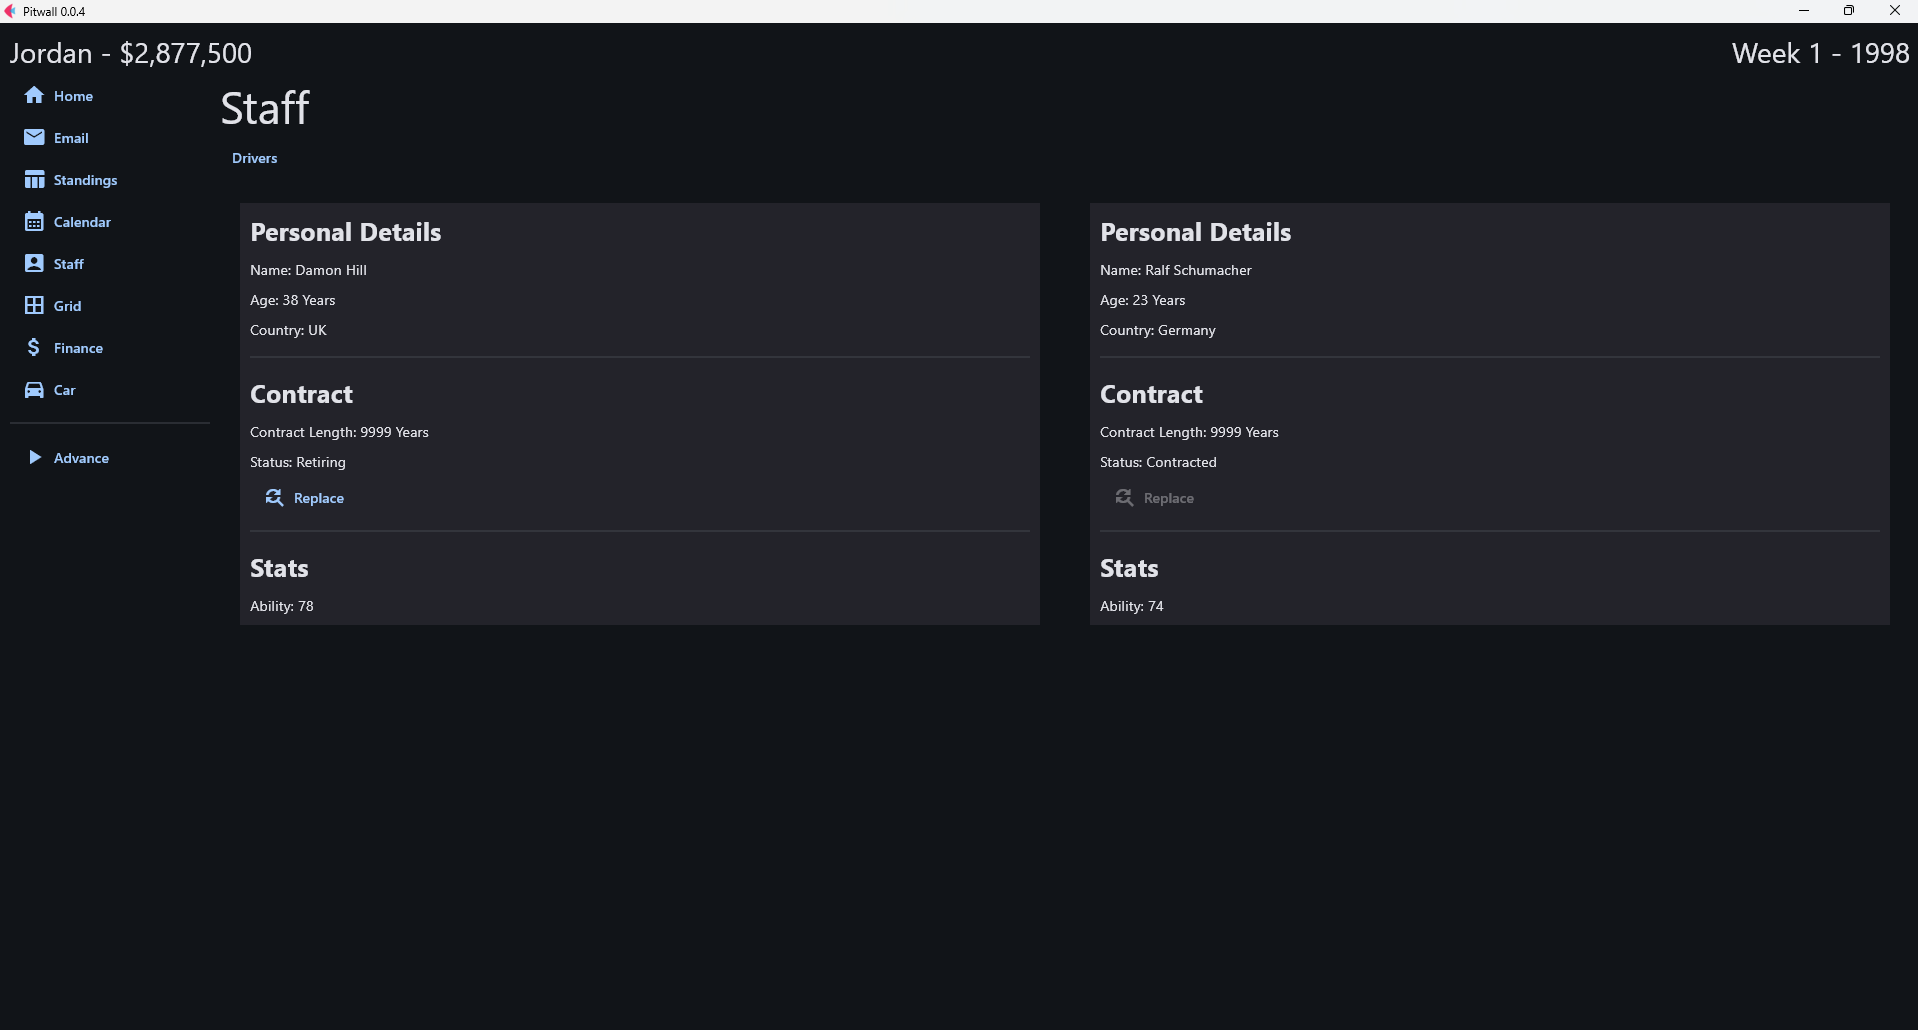 Pitwall 0.0.4
Jordan - $2,877,500
Week 1 - 1998
Home
Email
Standings
Calendar
Staff
Grid
Finance
Car
Advance
Staff
Drivers
Personal Details
Name: Damon Hill
Age: 38 Years
Country: UK
Contract
Contract Length: 9999 Years
Status: Retiring
Replace
Stats
Ability: 78
Personal Details
Name: Ralf Schumacher
Age: 23 Years
Country: Germany
Contract
Contract Length: 9999 Years
Status: Contracted
Replace
Stats
Ability: 74